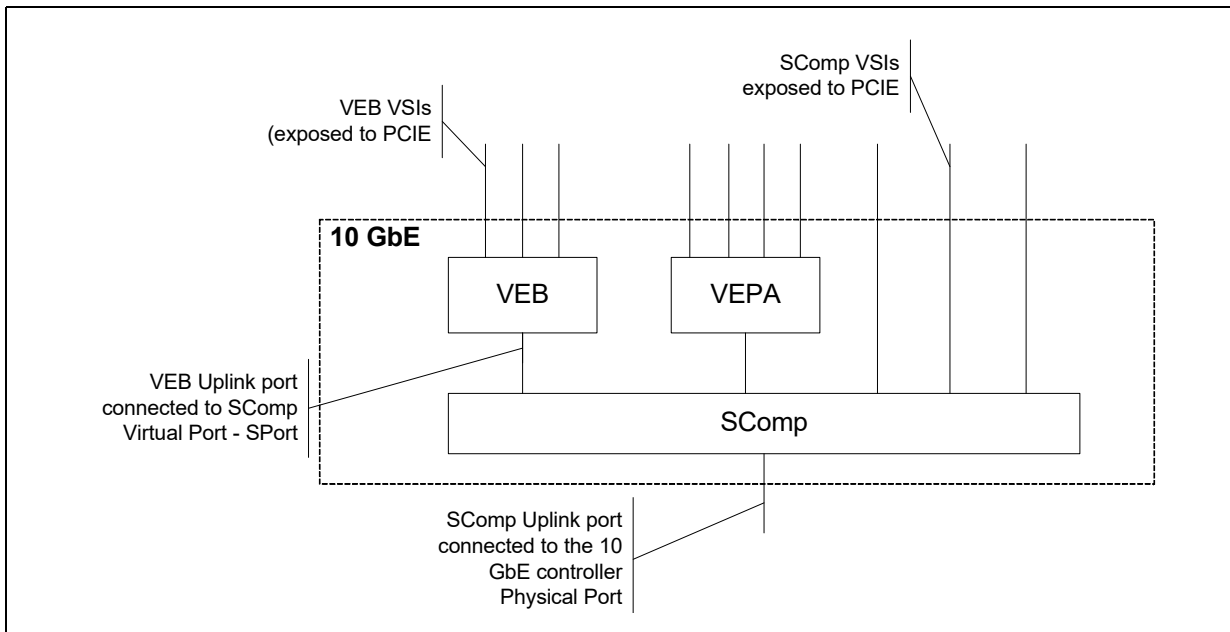 SComp VSIs
exposed to PCIE
VEB VSIs
(exposed to PCIE
10 GbE
VEB
VEPA
VEB Uplink port
connected to SComp
Virtual Port - SPort
SComp
SComp Uplink port
connected to the 10
GbE controller
Physical Port